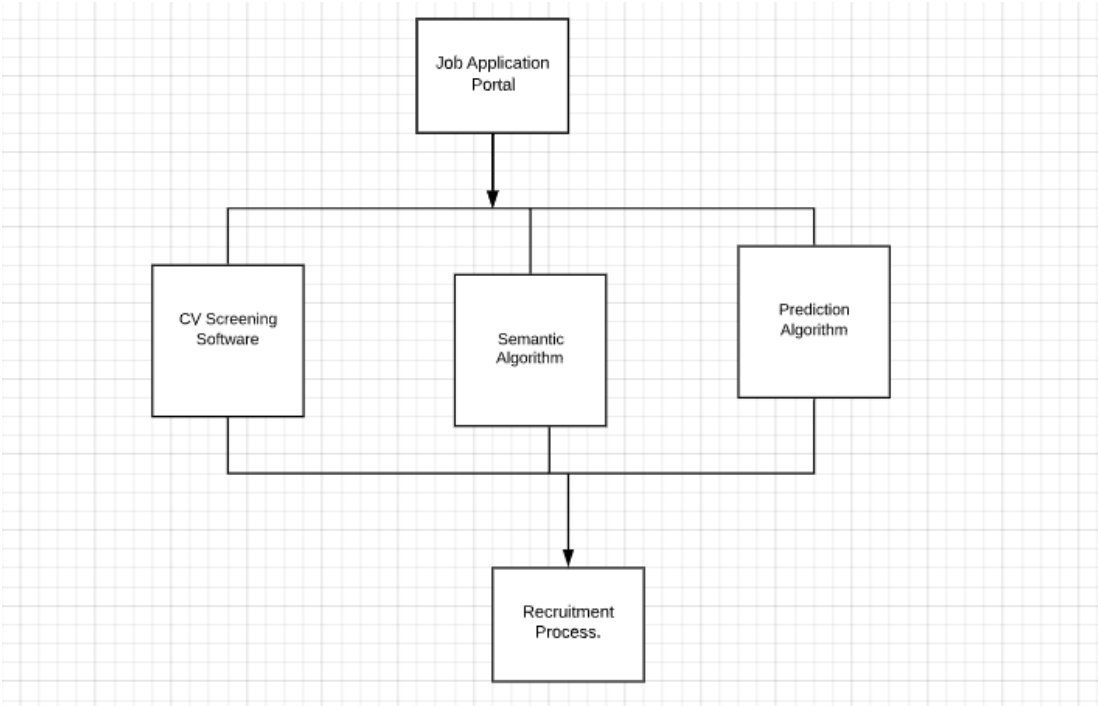 Job Application
Portal
CV Screening
Software
Semantic
Algorithm
Prediction
Algorithm
Recruitment
Process.